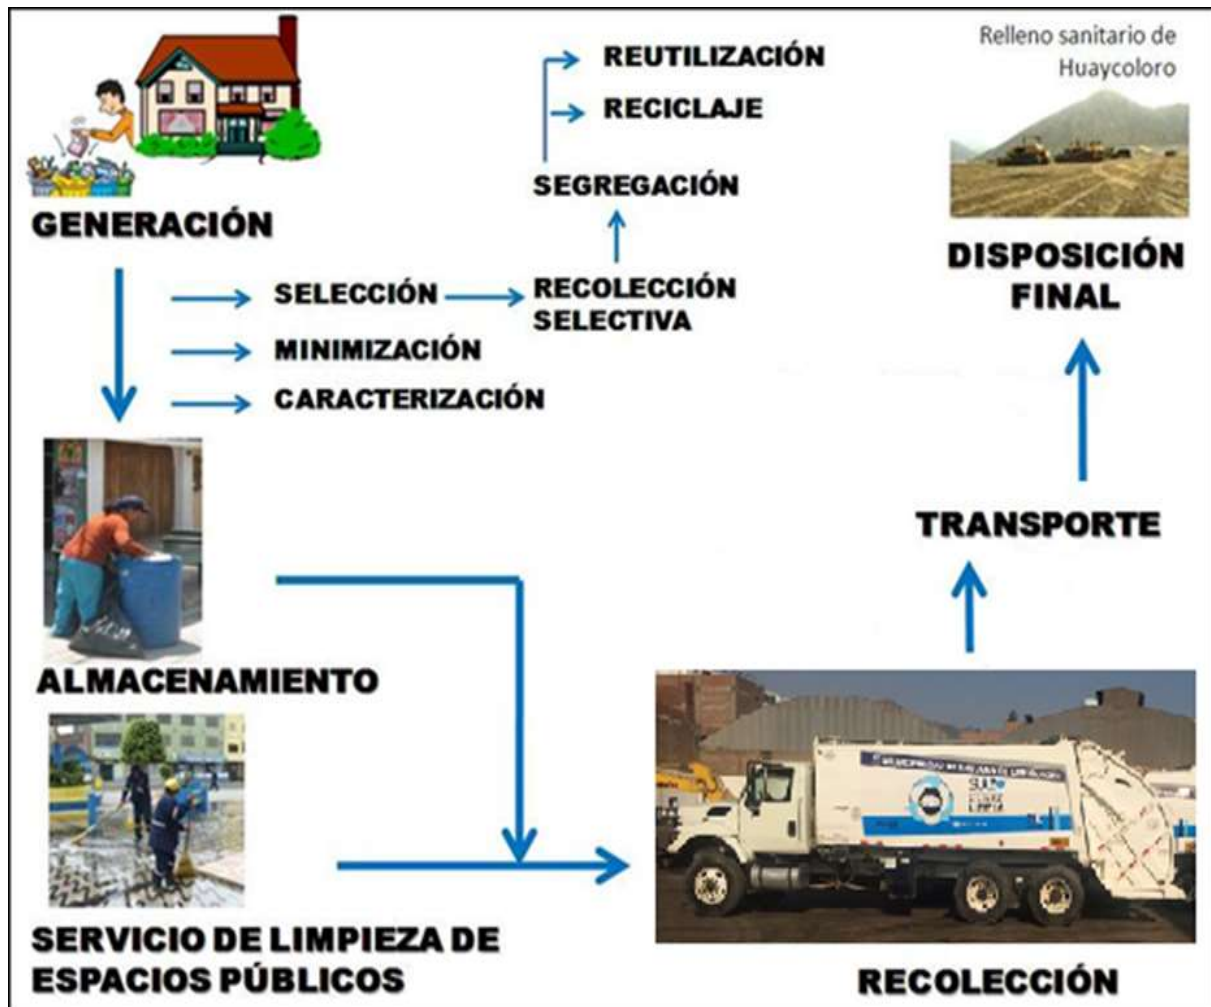 Relleno sanitario de
Huaycoloro
REUTILIZACIÓN
RECICLAJE
SEGREGACIÓN
GENERACIÓN
DISPOSICIÓN
FINAL
SELECCIÓN
RECOLECCIÓN
SELECTIVA
MINIMIZACIÓN
CARACTERIZACIÓN
TRANSPORTE
ALMACENAMIENTO
SERVICIO DE LIMPIEZA DE
ESPACIOS PÚBLICOS
RECOLECCIÓN